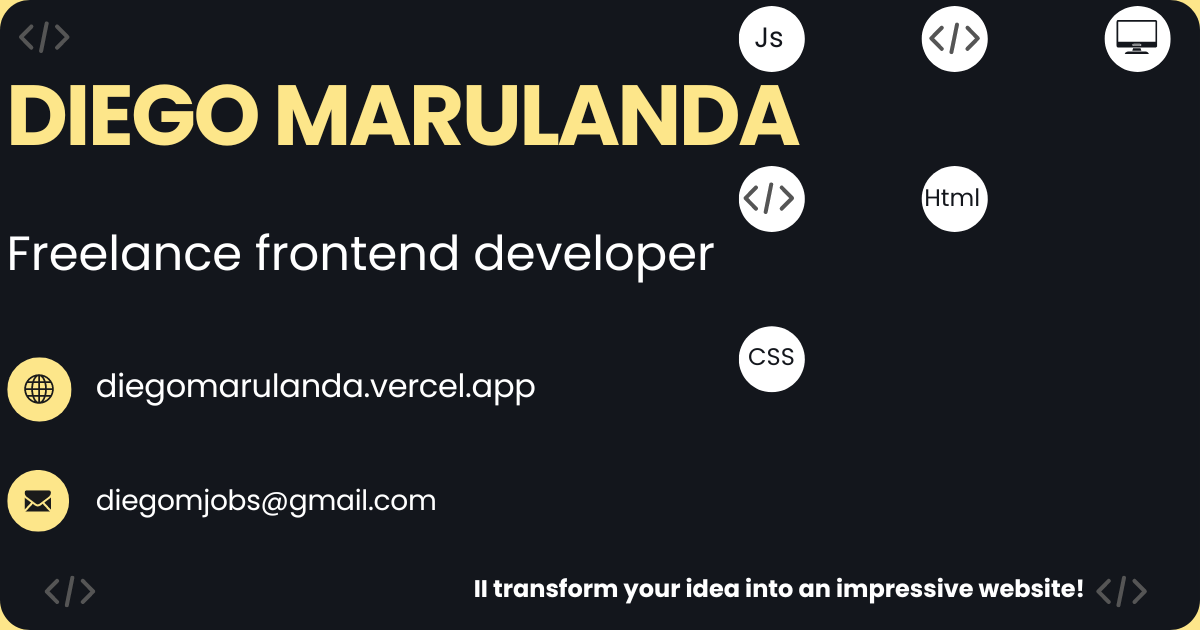 </>
Js
</>
DIEGO MARULANDA
</>
Html
Freelance frontend developer
CSS
diegomarulanda.vercel.app
diegomjobs@gmail.com
</>
II transform your idea into an impressive website!
</>